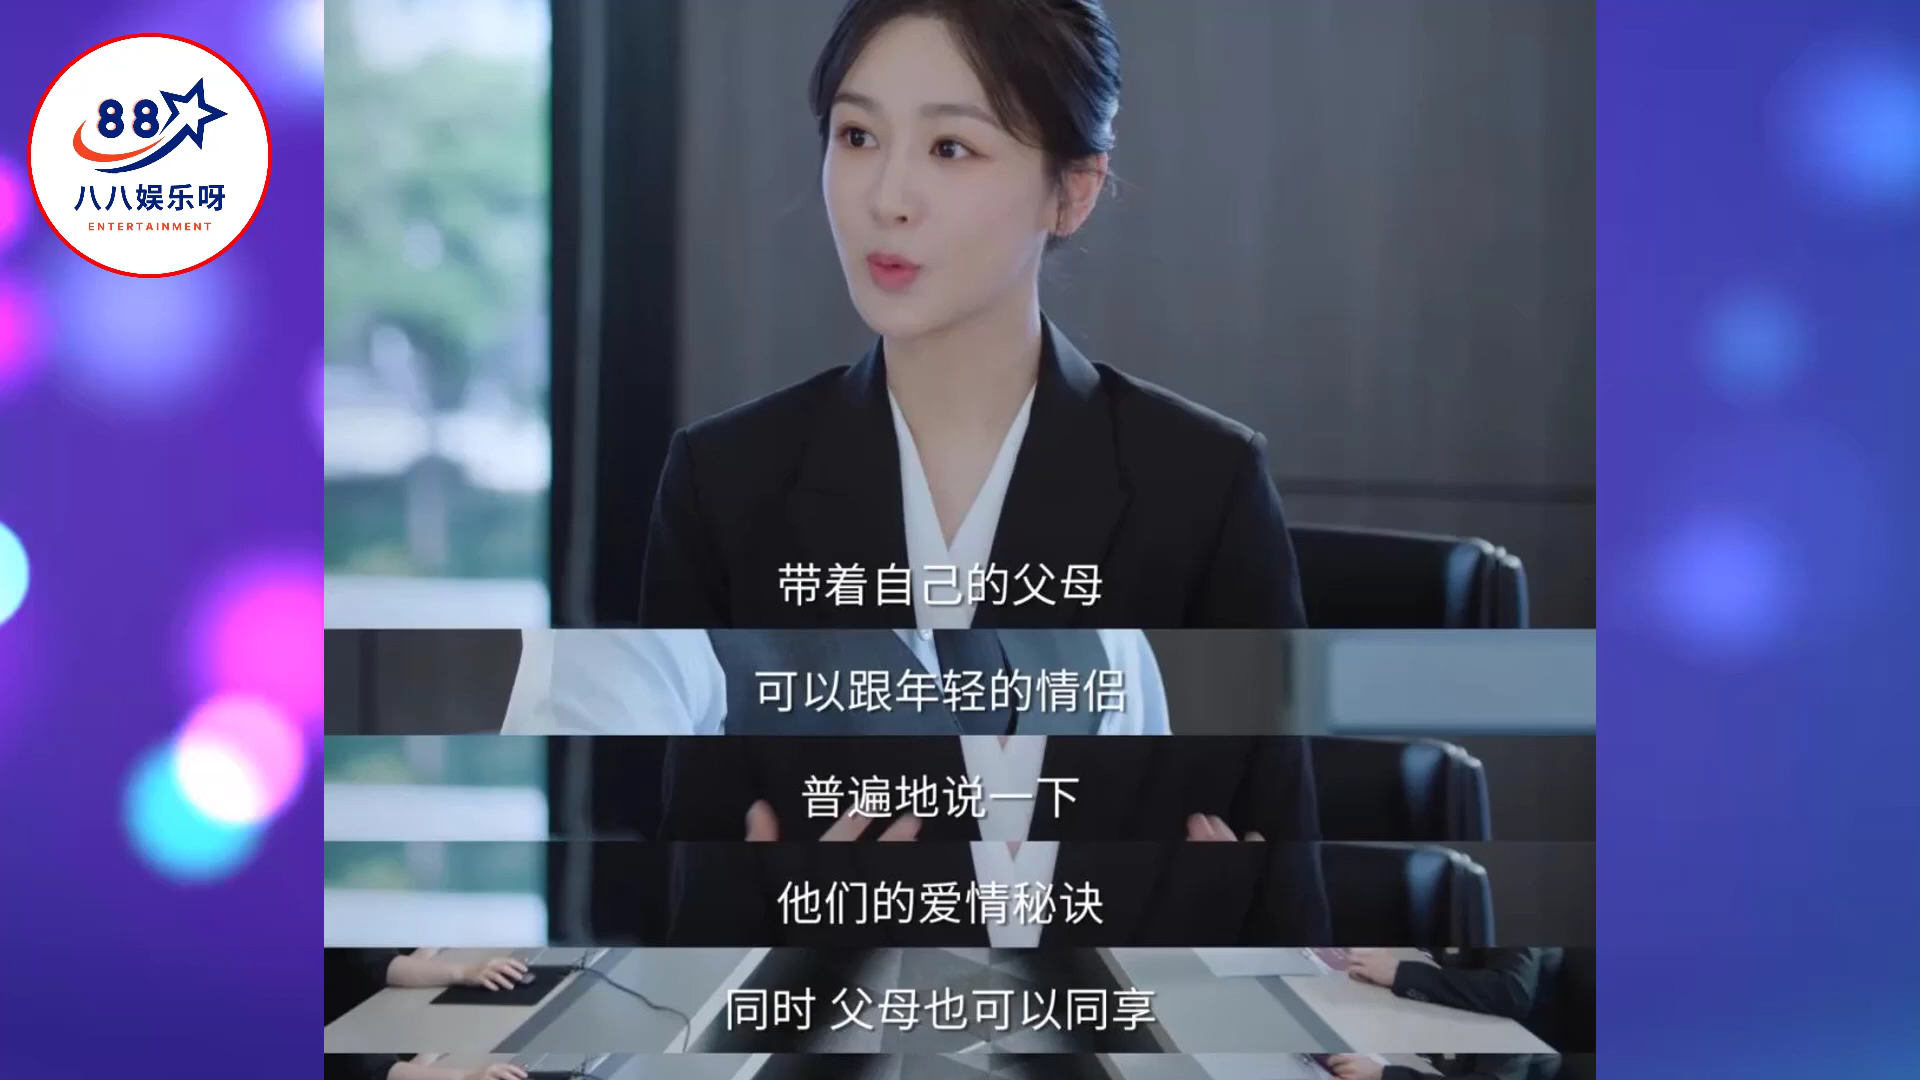 88
八八娱乐呀
ENTERTAINMENT
带着自己的父母
可以跟年轻的情侣
普遍地说一下
他们的爱情秘诀
同时 父母也可以同享